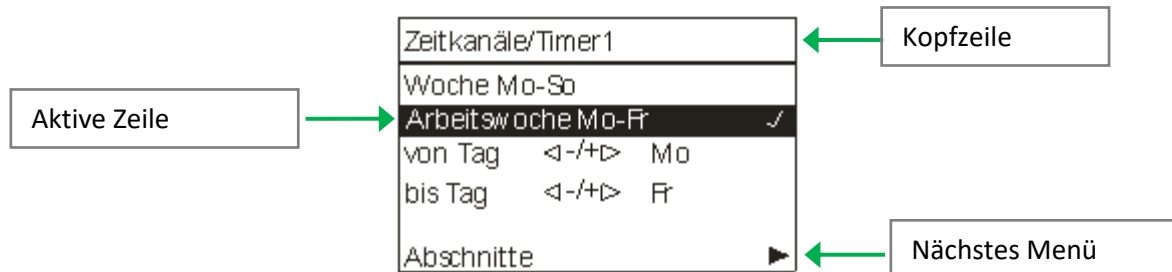 Zeitkanäle/Timer1
Kopfzeile
Woche Mo-So
Aktive Zeile
Arbeitswoche Mo-Fr ✓
von Tag ◁-/+▷ Mo
bis Tag ◁-/+▷ Fr
Abschnitte ►
Nächstes Menü